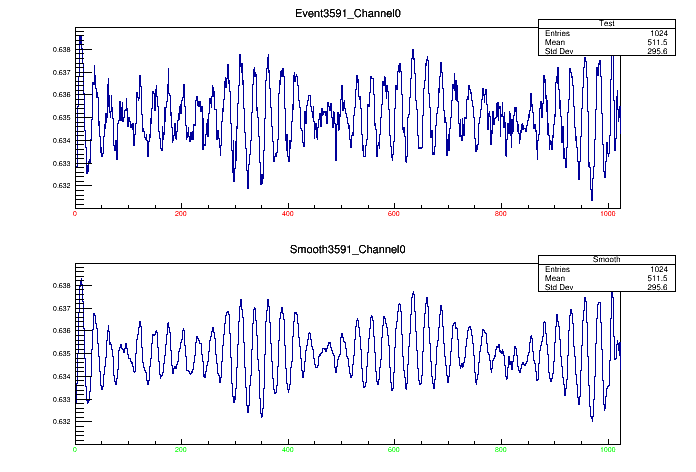 Event3591_Channel0
Test
Entries 1024
Mean 511.5
Std Dev 295.6
0.638
0.637
0.636
0.635
0.634
0.633
0.632
0 200 400 600 800 1000
Smooth3591_Channel0
Smooth
Entries 1024
Mean 511.5
Std Dev 295.6
0.638
0.637
0.636
0.635
0.634
0.633
0.632
0 200 400 600 800 1000